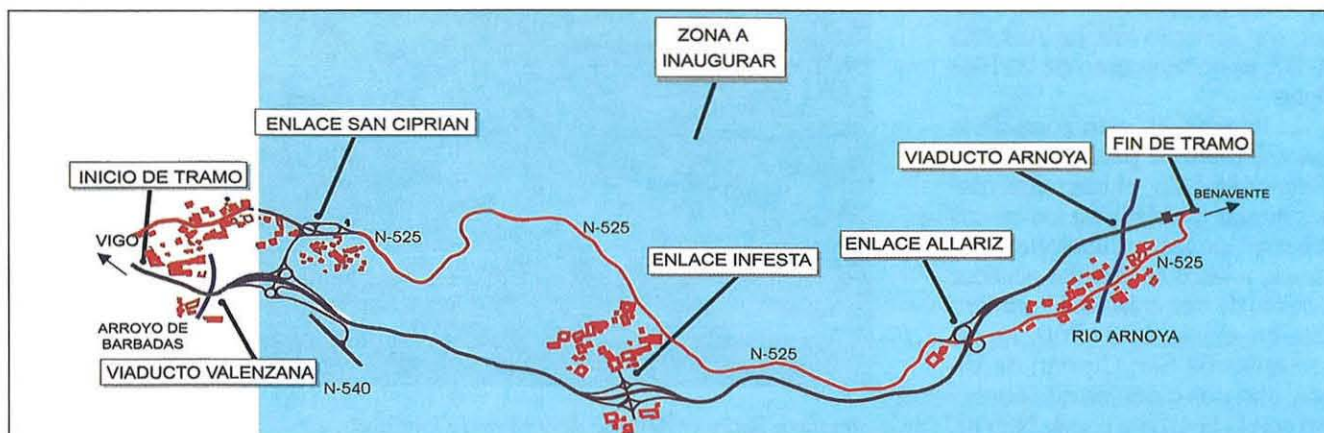 ZONA A
INAUGURAR
ENLACE SAN CIPRIAN
FIN DE TRAMO
VIADUCTO ARNOYA
INICIO DE TRAMO
BENAVENTE
VIGO
N-525
ENLACE ALLARIZ
ENLACE INFESTA
N-525
ARROYO DE
BARBADAS
RIO ARNOYA
N-525
VIADUCTO VALENZANA
N-540